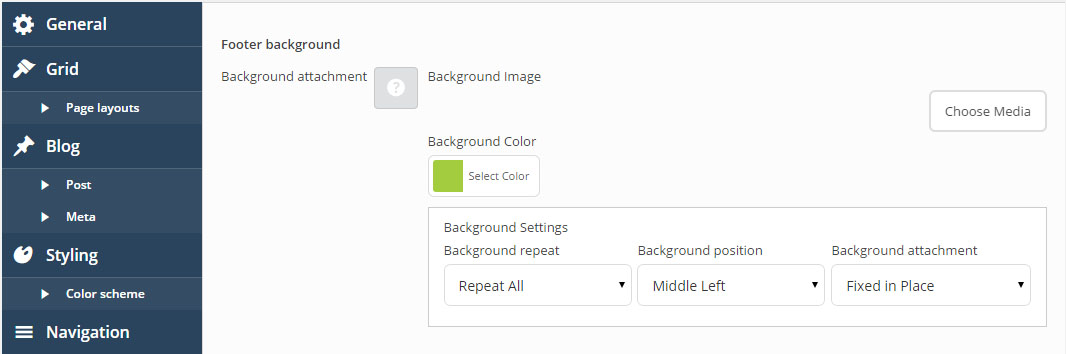 General
Grid
Page layouts
Blog
Post
Meta
Styling
Color scheme
Navigation
Footer background
Background attachment
?
Background Image
Choose Media
Background Color
Select Color
Background Settings
Background repeat Background position Background attachment
Repeat All Middle Left Fixed in Place